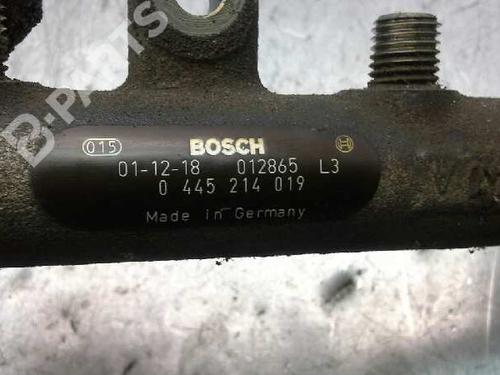 B-PARTS
015 BOSCH
01-12-18 012865 L3
0 445 214 019
Made in Germany